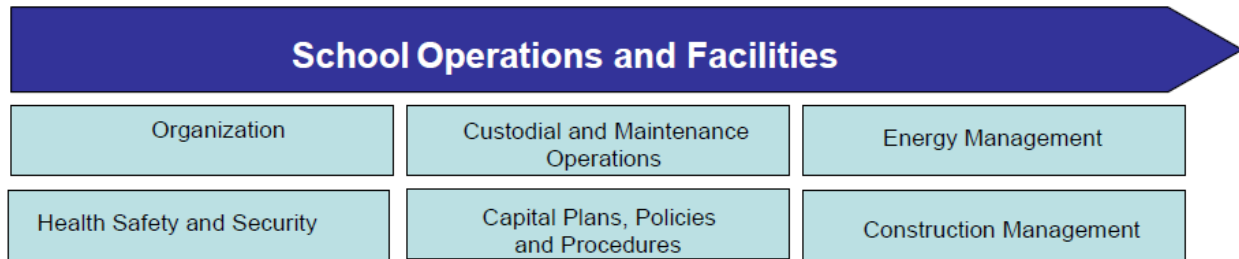 School Operations and Facilities
Organization
Custodial and Maintenance
Operations
Energy Management
Health Safety and Security
Capital Plans, Policies
and Procedures
Construction Management